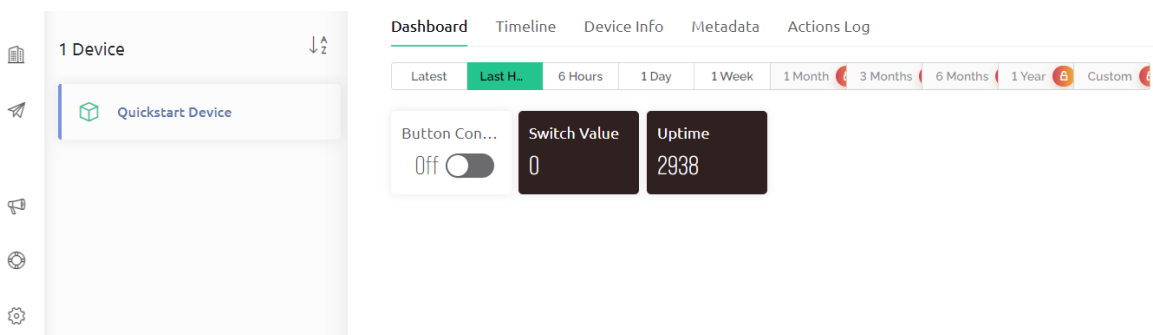 1 Device
Quickstart Device
Dashboard Timeline Device Info Metadata Actions Log
Latest Last H... 6 Hours 1 Day 1 Week 1 Month 3 Months 6 Months 1 Year Custom
Button Con... Switch Value Uptime
Off 0 2938